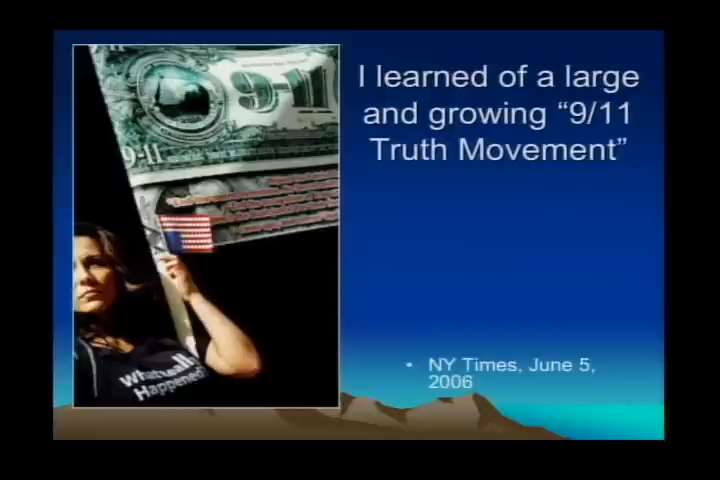 9-11
9-11
What really
Happened?
I learned of a large
and growing “9/11
Truth Movement”
• NY Times, June 5,
2006